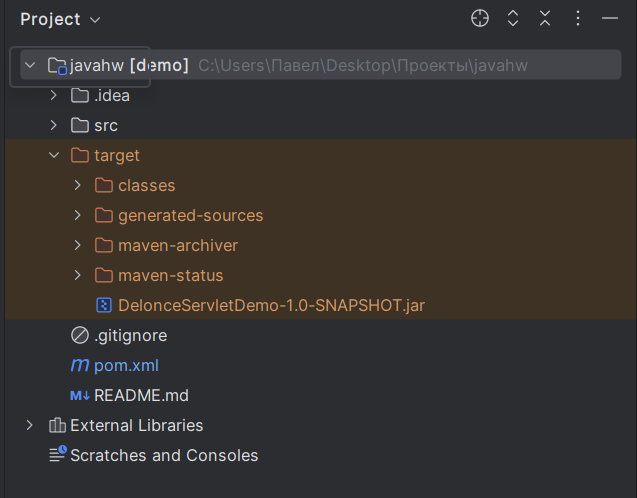 Project
javahw [demo] C:\Users\Павел\Desktop\Проекты\javahw
.idea
src
target
classes
generated-sources
maven-archiver
maven-status
DelonceServletDemo-1.0-SNAPSHOT.jar
.gitignore
m pom.xml
M↓ README.md
External Libraries
Scratches and Consoles